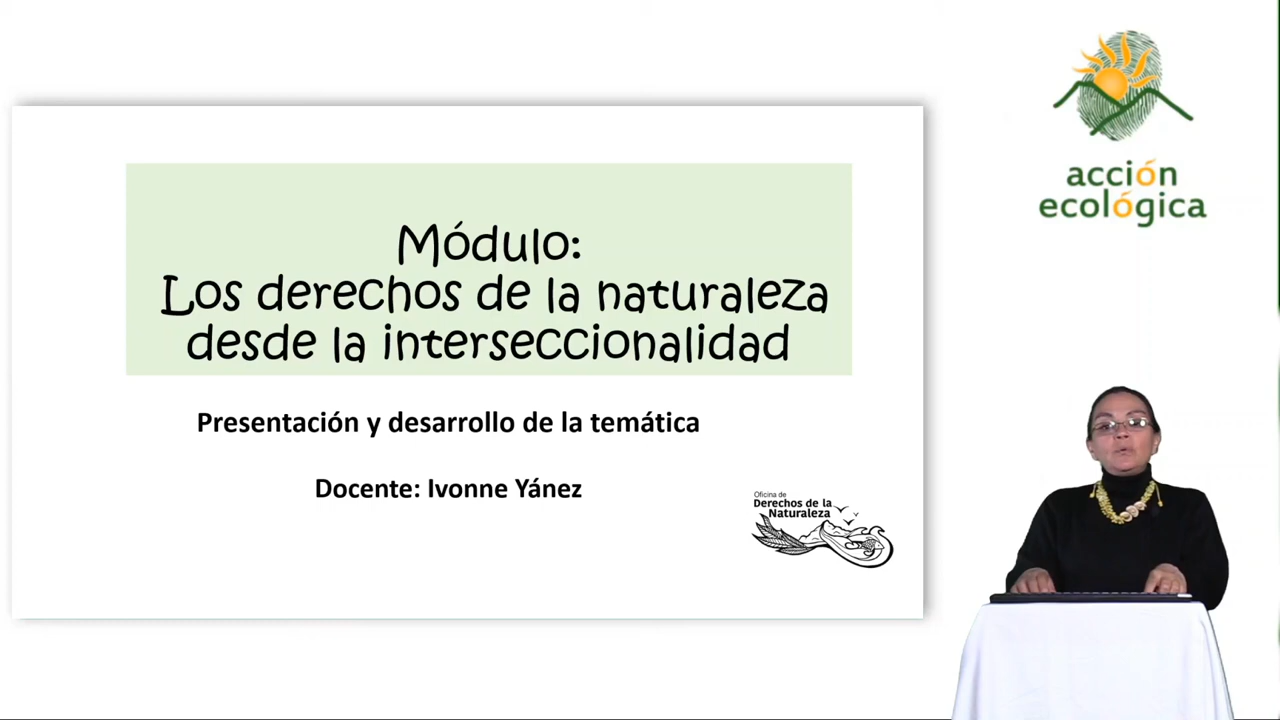 Módulo:
Los derechos de la naturaleza
desde la interseccionalidad
Presentación y desarrollo de la temática
Docente: Ivonne Yánez
Oficina de
Derechos de la
Naturaleza
acción
ecológica